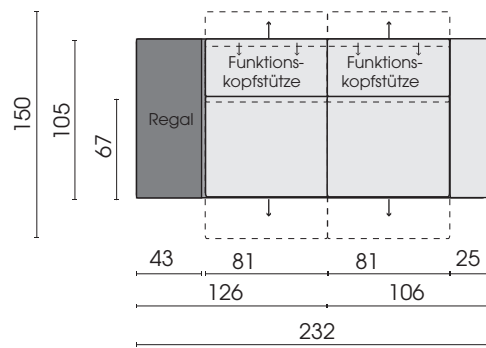 Funktions-
kopfstütze
Funktions-
kopfstütze
Regal
150
105
67
43
81
81
25
126
106
232